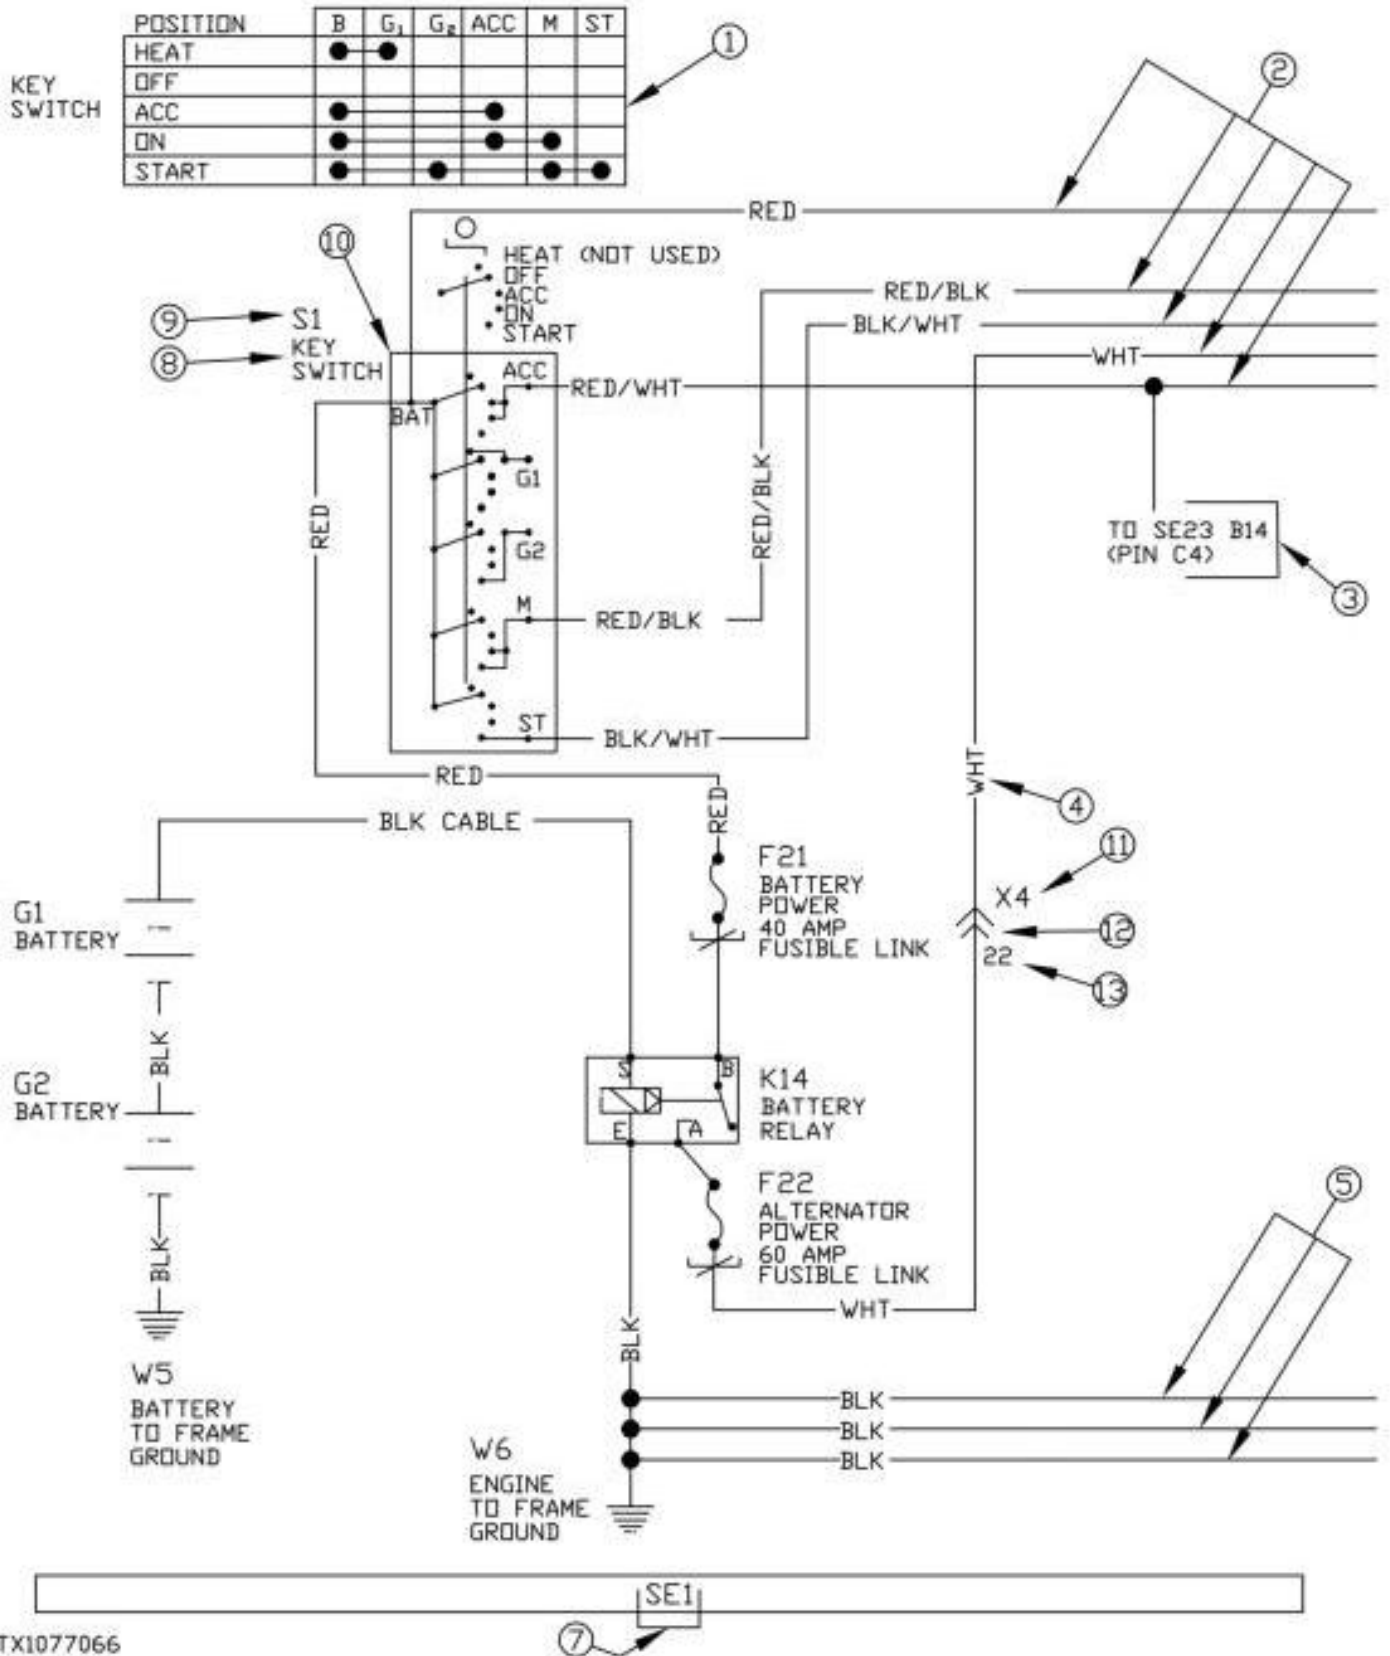 POSITION B G₁ G₂ ACC M ST
HEAT
OFF
ACC
ON
START
KEY
SWITCH
1
2
RED
10
HEAT (NOT USED)
OFF
ACC
ON
START
RED/BLK
BLK/WHT
WHT
9
S1
8
KEY
SWITCH
ACC
RED/WHT
BAT
G1
RED
RED/BLK
G2
TO SE23 B14
(PIN C4)
3
M
RED/BLK
ST
BLK/WHT
RED
WHT
4
BLK CABLE
RED
11
F21
BATTERY
POWER
40 AMP
FUSIBLE LINK
X4
12
22
13
G1
BATTERY
BLK
G2
BATTERY
S
B
E
A
K14
BATTERY
RELAY
F22
ALTERNATOR
POWER
60 AMP
FUSIBLE LINK
5
BLK
WHT
BLK
W5
BATTERY
TO FRAME
GROUND
BLK
BLK
BLK
W6
ENGINE
TO FRAME
GROUND
SE1
TX1077066
7